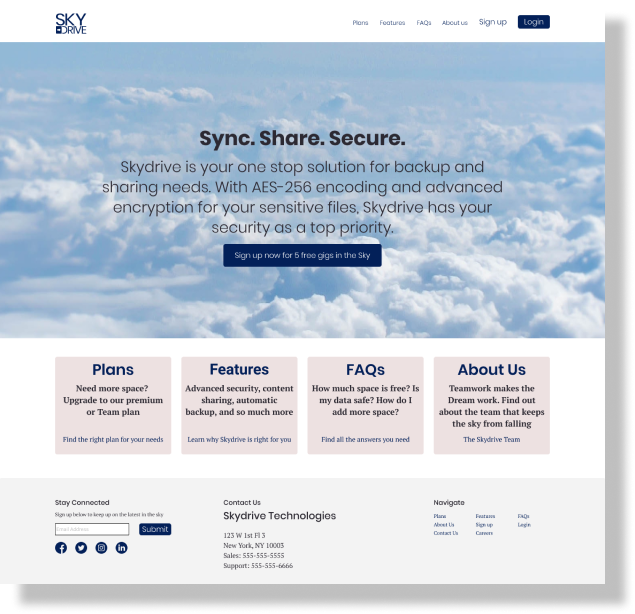 SKY
DRIVE
Plans Features FAQs About us Sign up Login
Sync. Share. Secure.
Skydrive is your one stop solution for backup and
sharing needs. With AES-256 encoding and advanced
encryption for your sensitive files, Skydrive has your
security as a top priority.
Sign up now for 5 free gigs in the Sky
Plans
Need more space?
Upgrade to our premium
or Team plan
Find the right plan for your needs
Features
Advanced security, content
sharing, automatic
backup, and so much more
Learn why Skydrive is right for you
FAQs
How much space is free? Is
my data safe? How do I
add more space?
Find all the answers you need
About Us
Teamwork makes the
Dream work. Find out
about the team that keeps
the sky from falling
The Skydrive Team
Stay Connected
Sign up below to keep up on the latest in the sky
Email Address
Submit
Contact Us
Skydrive Technologies
123 W 1st Fl 3
New York, NY 10003
Sales: 555-555-5555
Support: 555-555-6666
Navigate
Plans Features FAQs
About Us Sign up Login
Contact Us Careers